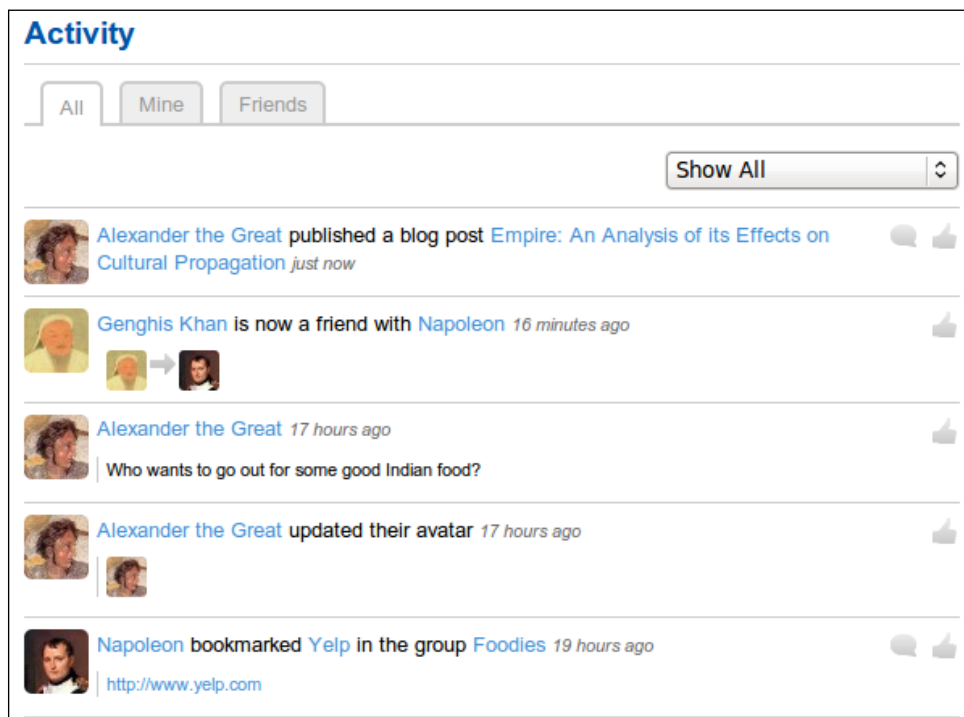 Activity
All
Mine
Friends
Show All
Alexander the Great published a blog post Empire: An Analysis of its Effects on
Cultural Propagation just now
Genghis Khan is now a friend with Napoleon 16 minutes ago
Alexander the Great 17 hours ago
Who wants to go out for some good Indian food?
Alexander the Great updated their avatar 17 hours ago
Napoleon bookmarked Yelp in the group Foodies 19 hours ago
http://www.yelp.com